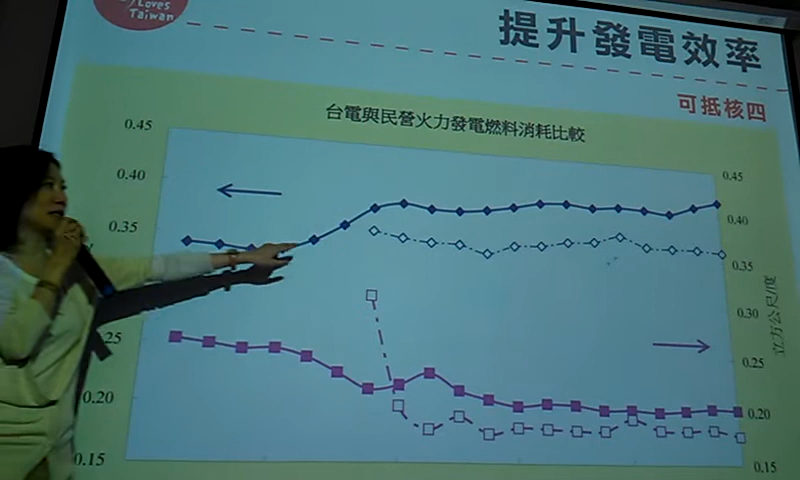 Loves
Taiwan
提升發電效率
可抵核四
台電與民營火力發電燃料消耗比較
0.45
0.40
0.35
25
0.20
0.15
0.45
0.40
0.35
0.30
0.25
0.20
0.15
立方公尺/度